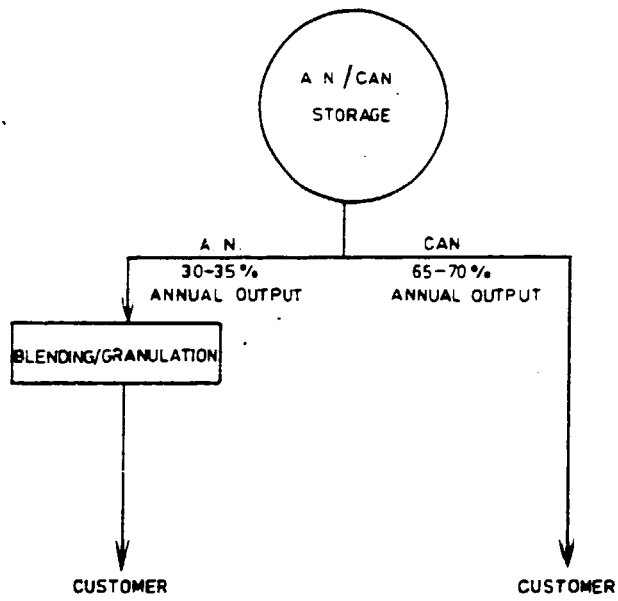 A N / CAN
STORAGE
A. N.
30-35 %
ANNUAL OUTPUT
CAN
65-70 %
ANNUAL OUTPUT
BLENDING/GRANULATION
CUSTOMER
CUSTOMER